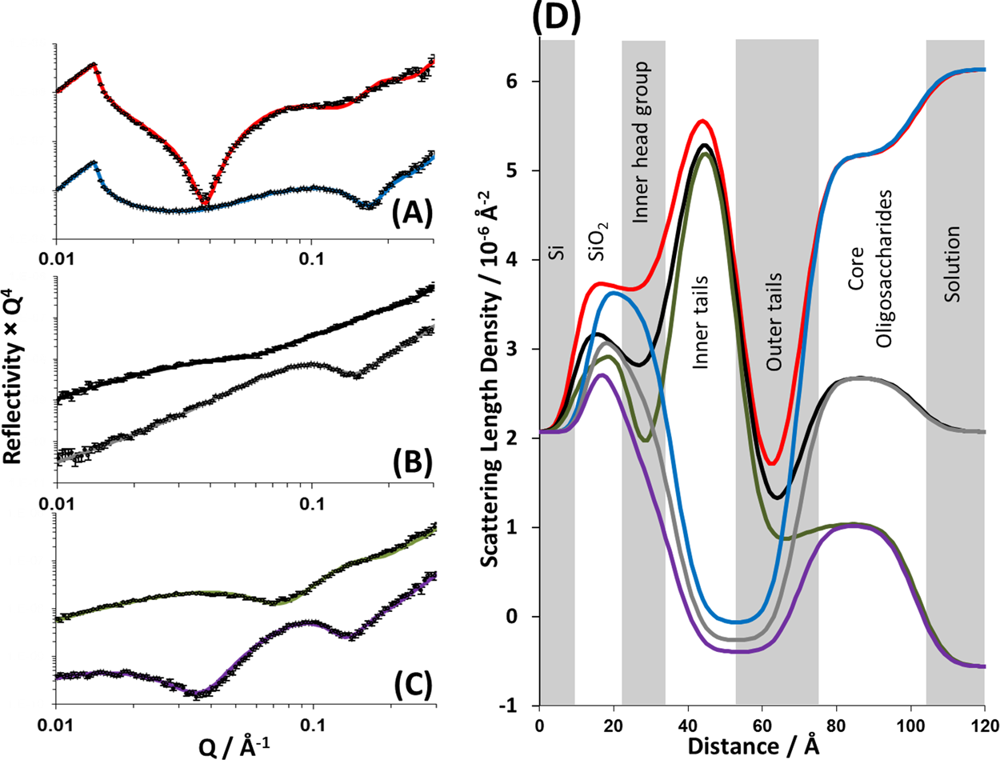 (D)
Reflectivity × Q4
(A)
0.01
0.1
(B)
0.01
0.1
(C)
0.01
0.1
Q / Å-1
Scattering Length Density / 10-6 Å-2
6
5
4
3
2
1
0
-1
Si
SiO2
Inner head group
Inner tails
Outer tails
Core
Oligosaccharides
Solution
0
20
40
60
80
100
120
Distance / Å